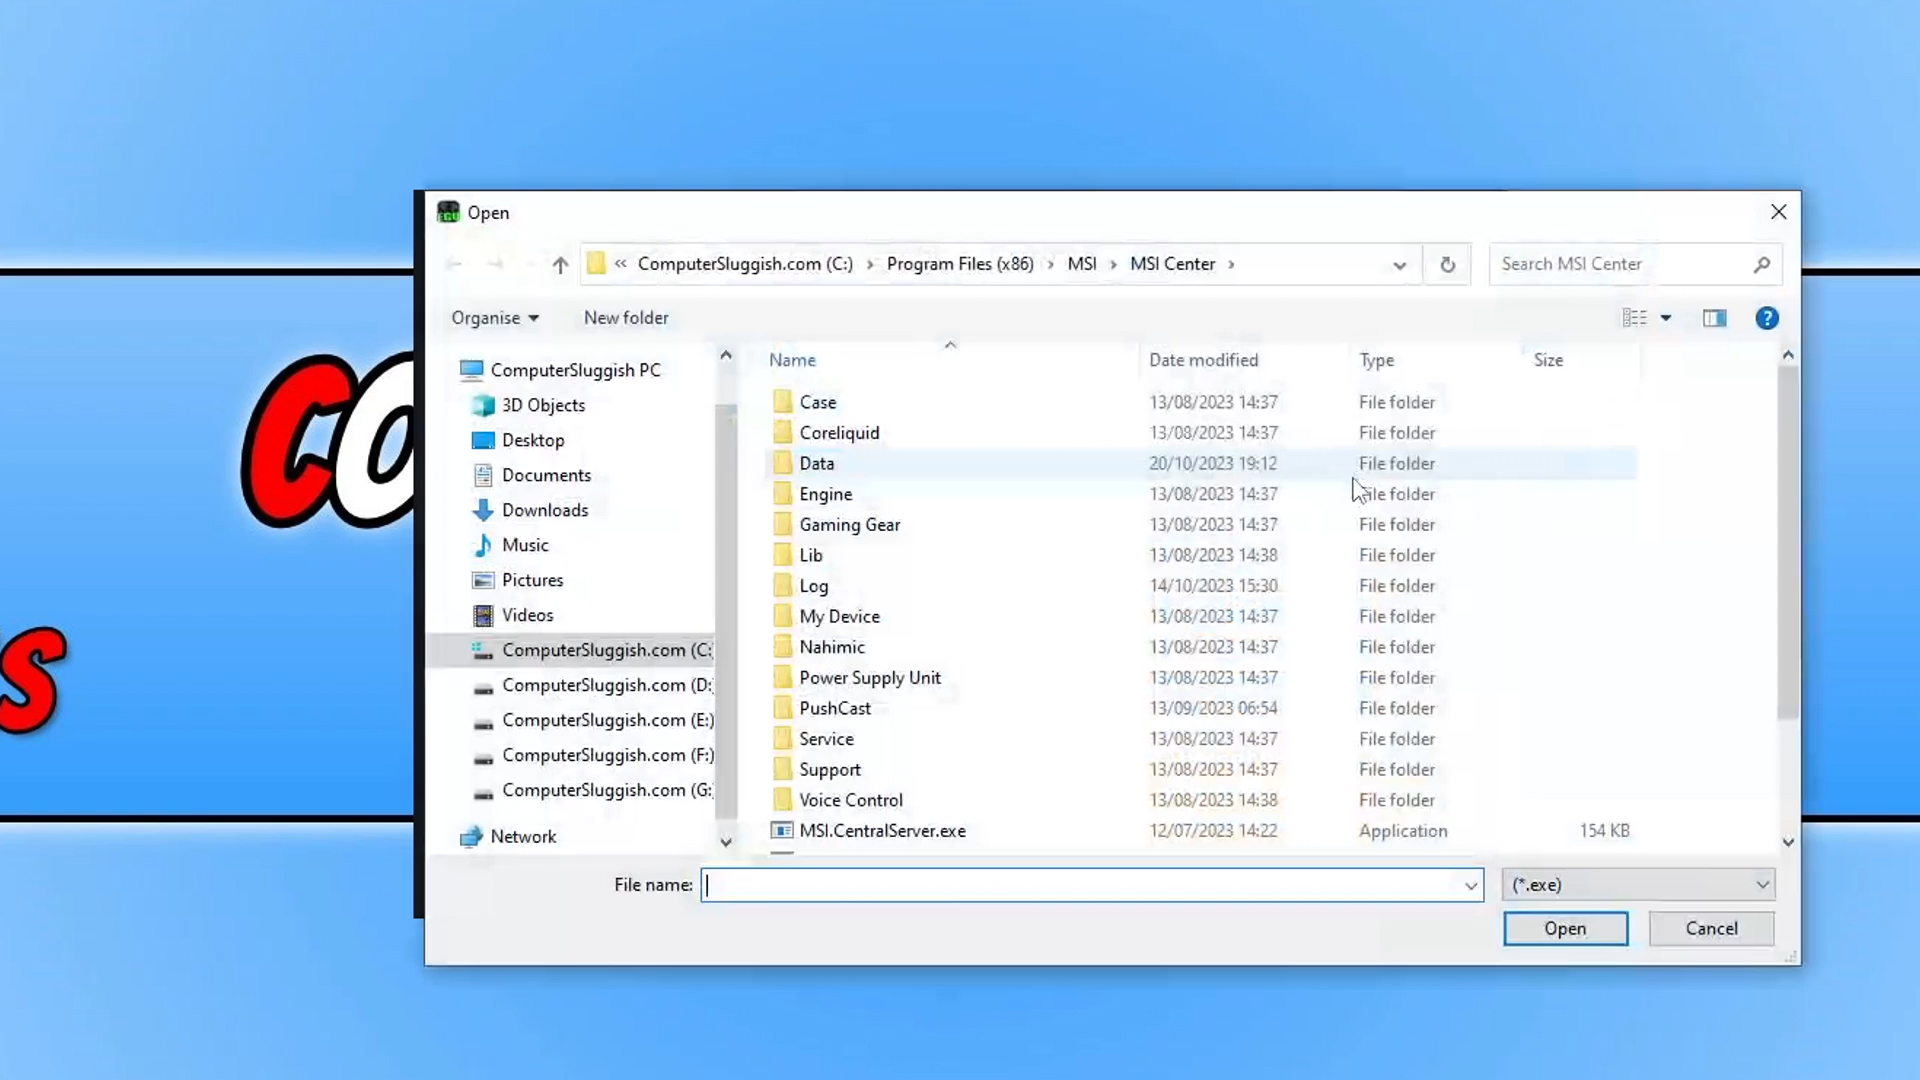 Open
« ComputerSluggish.com (C:) › Program Files (x86) › MSI › MSI Center ›
Search MSI Center
Organise
New folder
ComputerSluggish PC
3D Objects
Desktop
Documents
Downloads
Music
Pictures
Videos
ComputerSluggish.com (C:
ComputerSluggish.com (D:
ComputerSluggish.com (E:)
ComputerSluggish.com (F:)
ComputerSluggish.com (G:
Network
Name Date modified Type Size
Case 13/08/2023 14:37 File folder
Coreliquid 13/08/2023 14:37 File folder
Data 20/10/2023 19:12 File folder
Engine 13/08/2023 14:37 File folder
Gaming Gear 13/08/2023 14:37 File folder
Lib 13/08/2023 14:38 File folder
Log 14/10/2023 15:30 File folder
My Device 13/08/2023 14:37 File folder
Nahimic 13/08/2023 14:37 File folder
Power Supply Unit 13/08/2023 14:37 File folder
PushCast 13/09/2023 06:54 File folder
Service 13/08/2023 14:37 File folder
Support 13/08/2023 14:37 File folder
Voice Control 13/08/2023 14:38 File folder
MSI.CentralServer.exe 12/07/2023 14:22 Application 154 KB
File name:
(*.exe)
Open
Cancel
CO
S